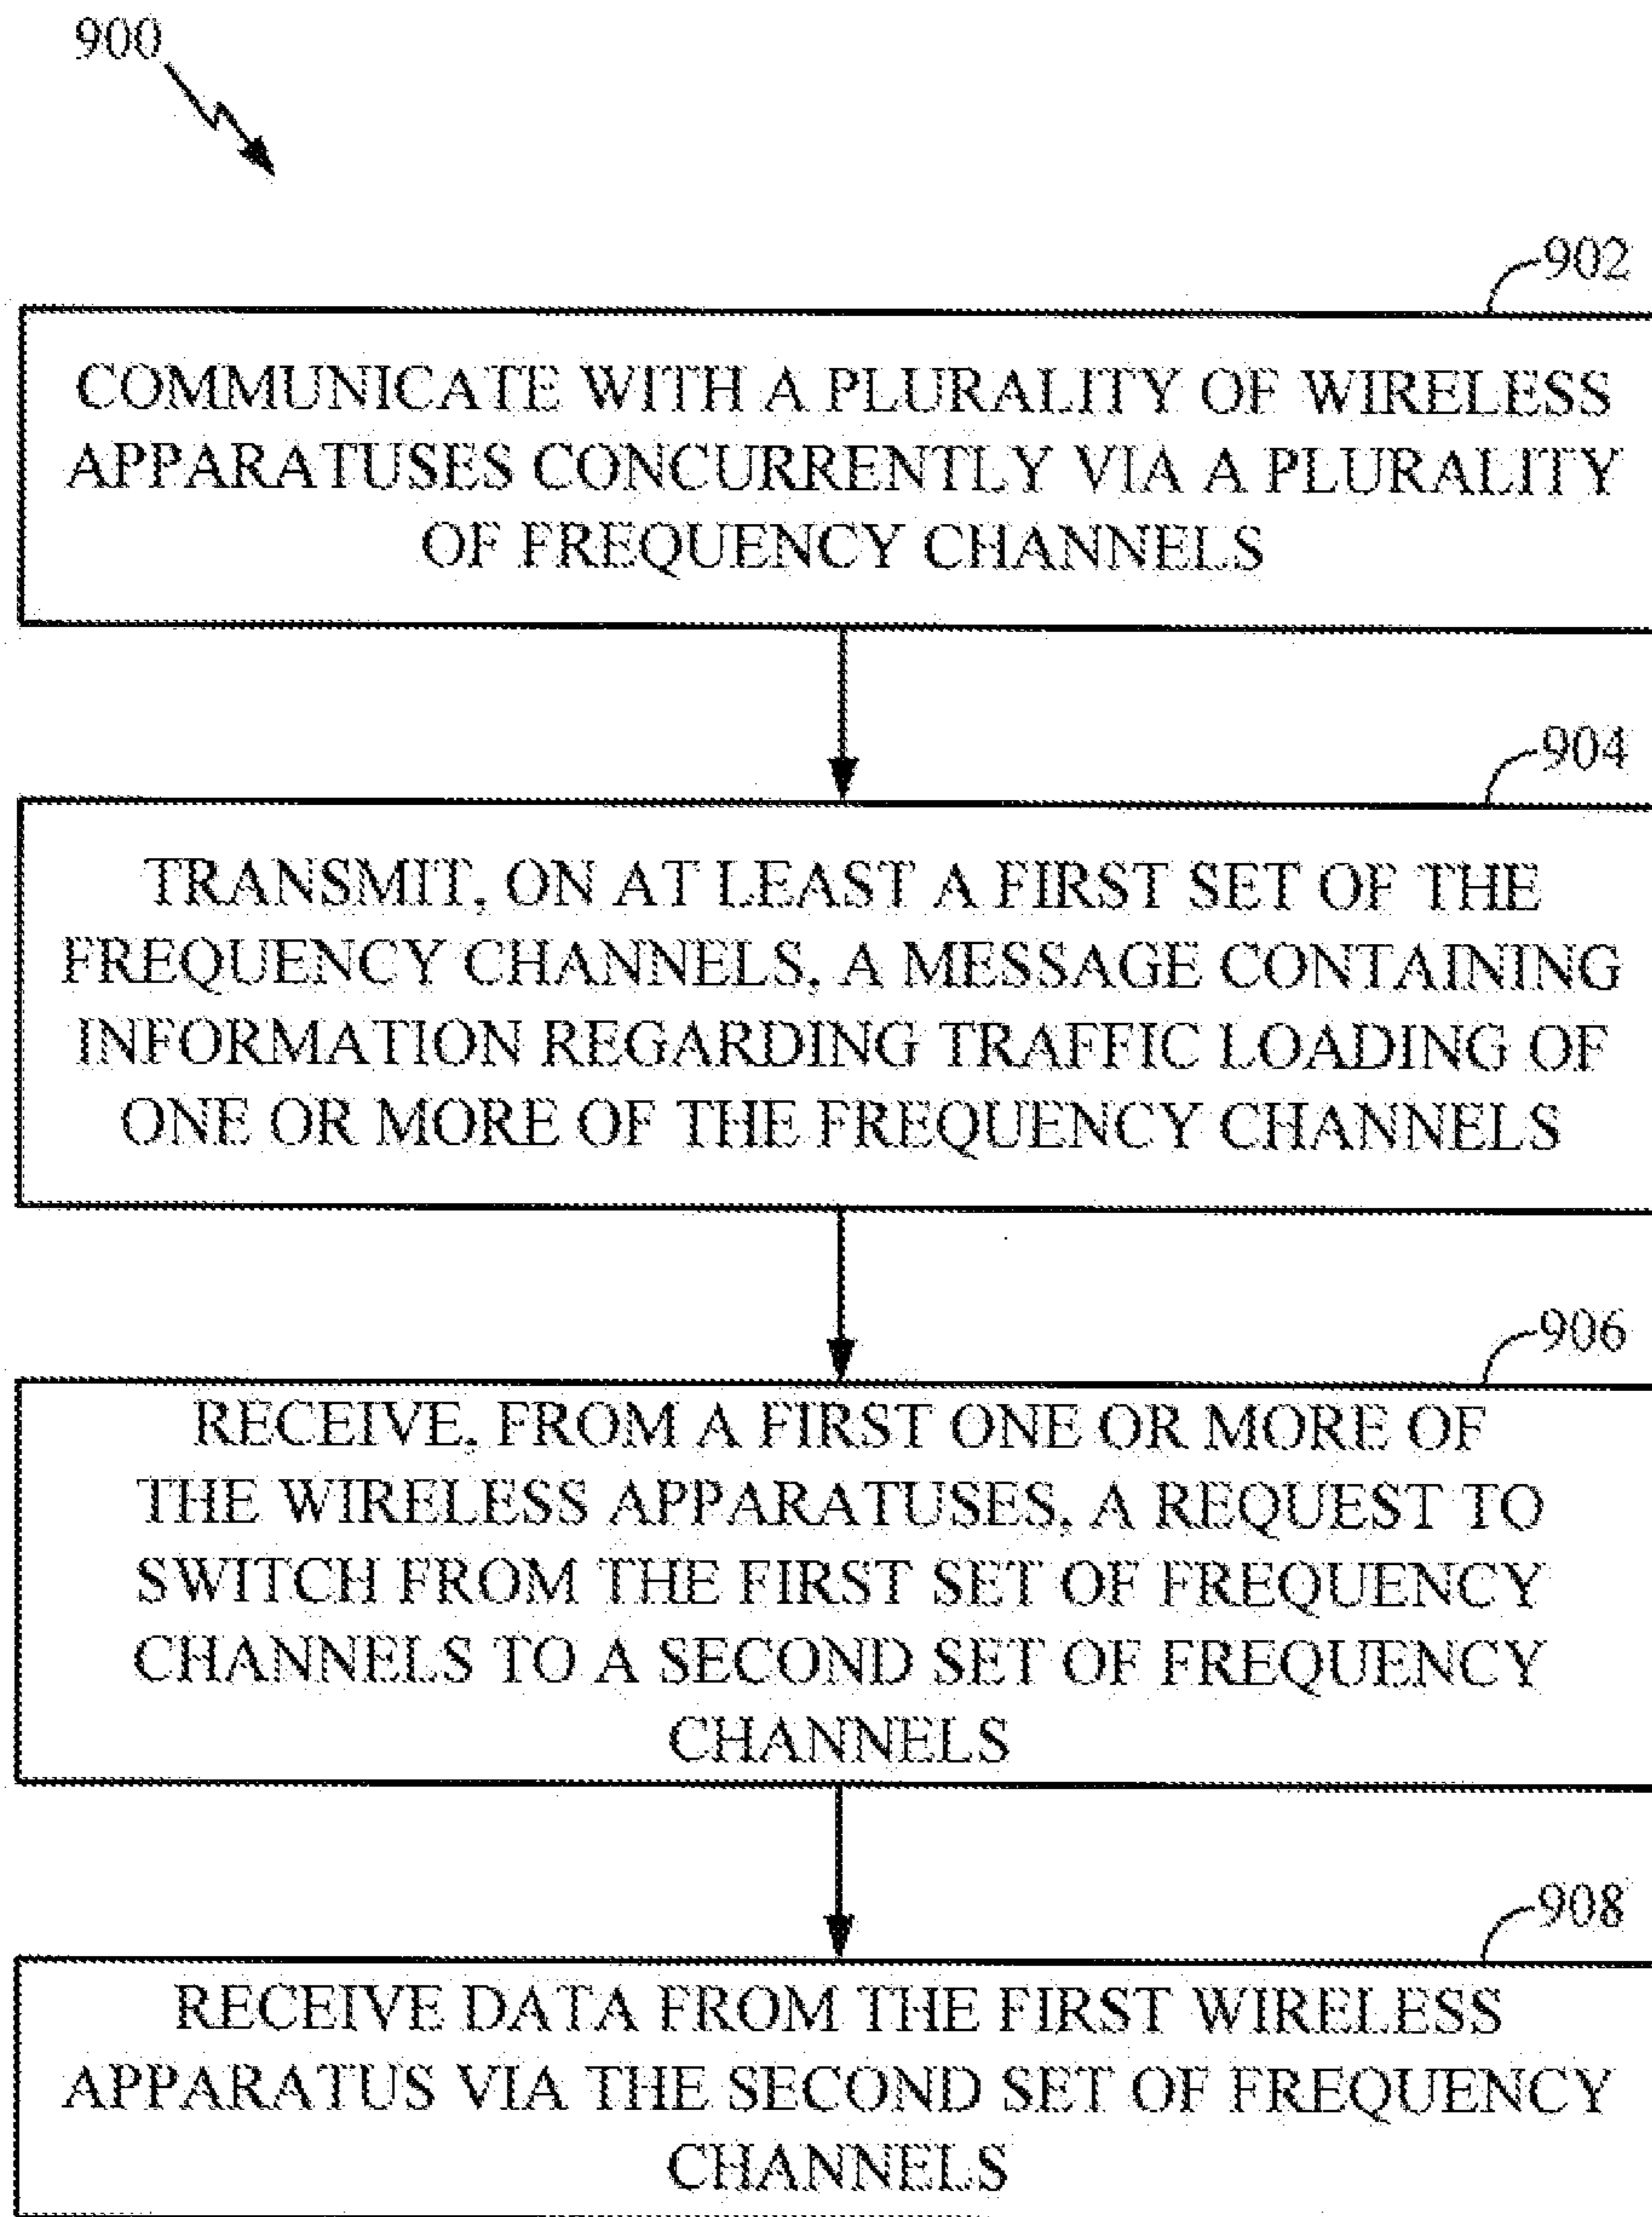 900
902
COMMUNICATE WITH A PLURALITY OF WIRELESS
APPARATUSES CONCURRENTLY VIA A PLURALITY
OF FREQUENCY CHANNELS
904
TRANSMIT, ON AT LEAST A FIRST SET OF THE
FREQUENCY CHANNELS, A MESSAGE CONTAINING
INFORMATION REGARDING TRAFFIC LOADING OF
ONE OR MORE OF THE FREQUENCY CHANNELS
906
RECEIVE, FROM A FIRST ONE OR MORE OF
THE WIRELESS APPARATUSES, A REQUEST TO
SWITCH FROM THE FIRST SET OF FREQUENCY
CHANNELS TO A SECOND SET OF FREQUENCY
CHANNELS
908
RECEIVE DATA FROM THE FIRST WIRELESS
APPARATUS VIA THE SECOND SET OF FREQUENCY
CHANNELS